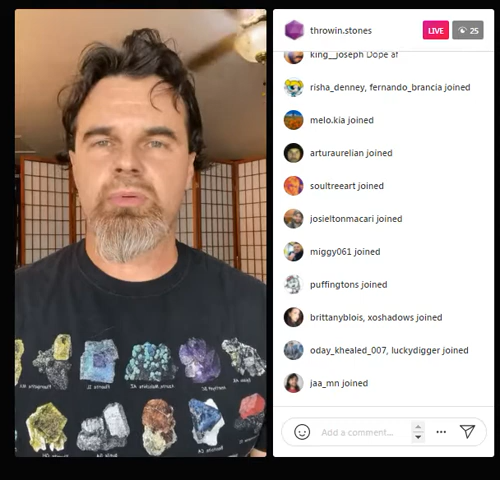 throwin.stones
LIVE
25
king__joseph Dope af
risha_denney, fernando_brancia joined
melo.kia joined
arturaurelian joined
soultreeart joined
josieltonmacari joined
miggy061 joined
puffingtons joined
brittanyblois, xoshadows joined
oday_khealed_007, luckydigger joined
jaa_mn joined
Add a comment...